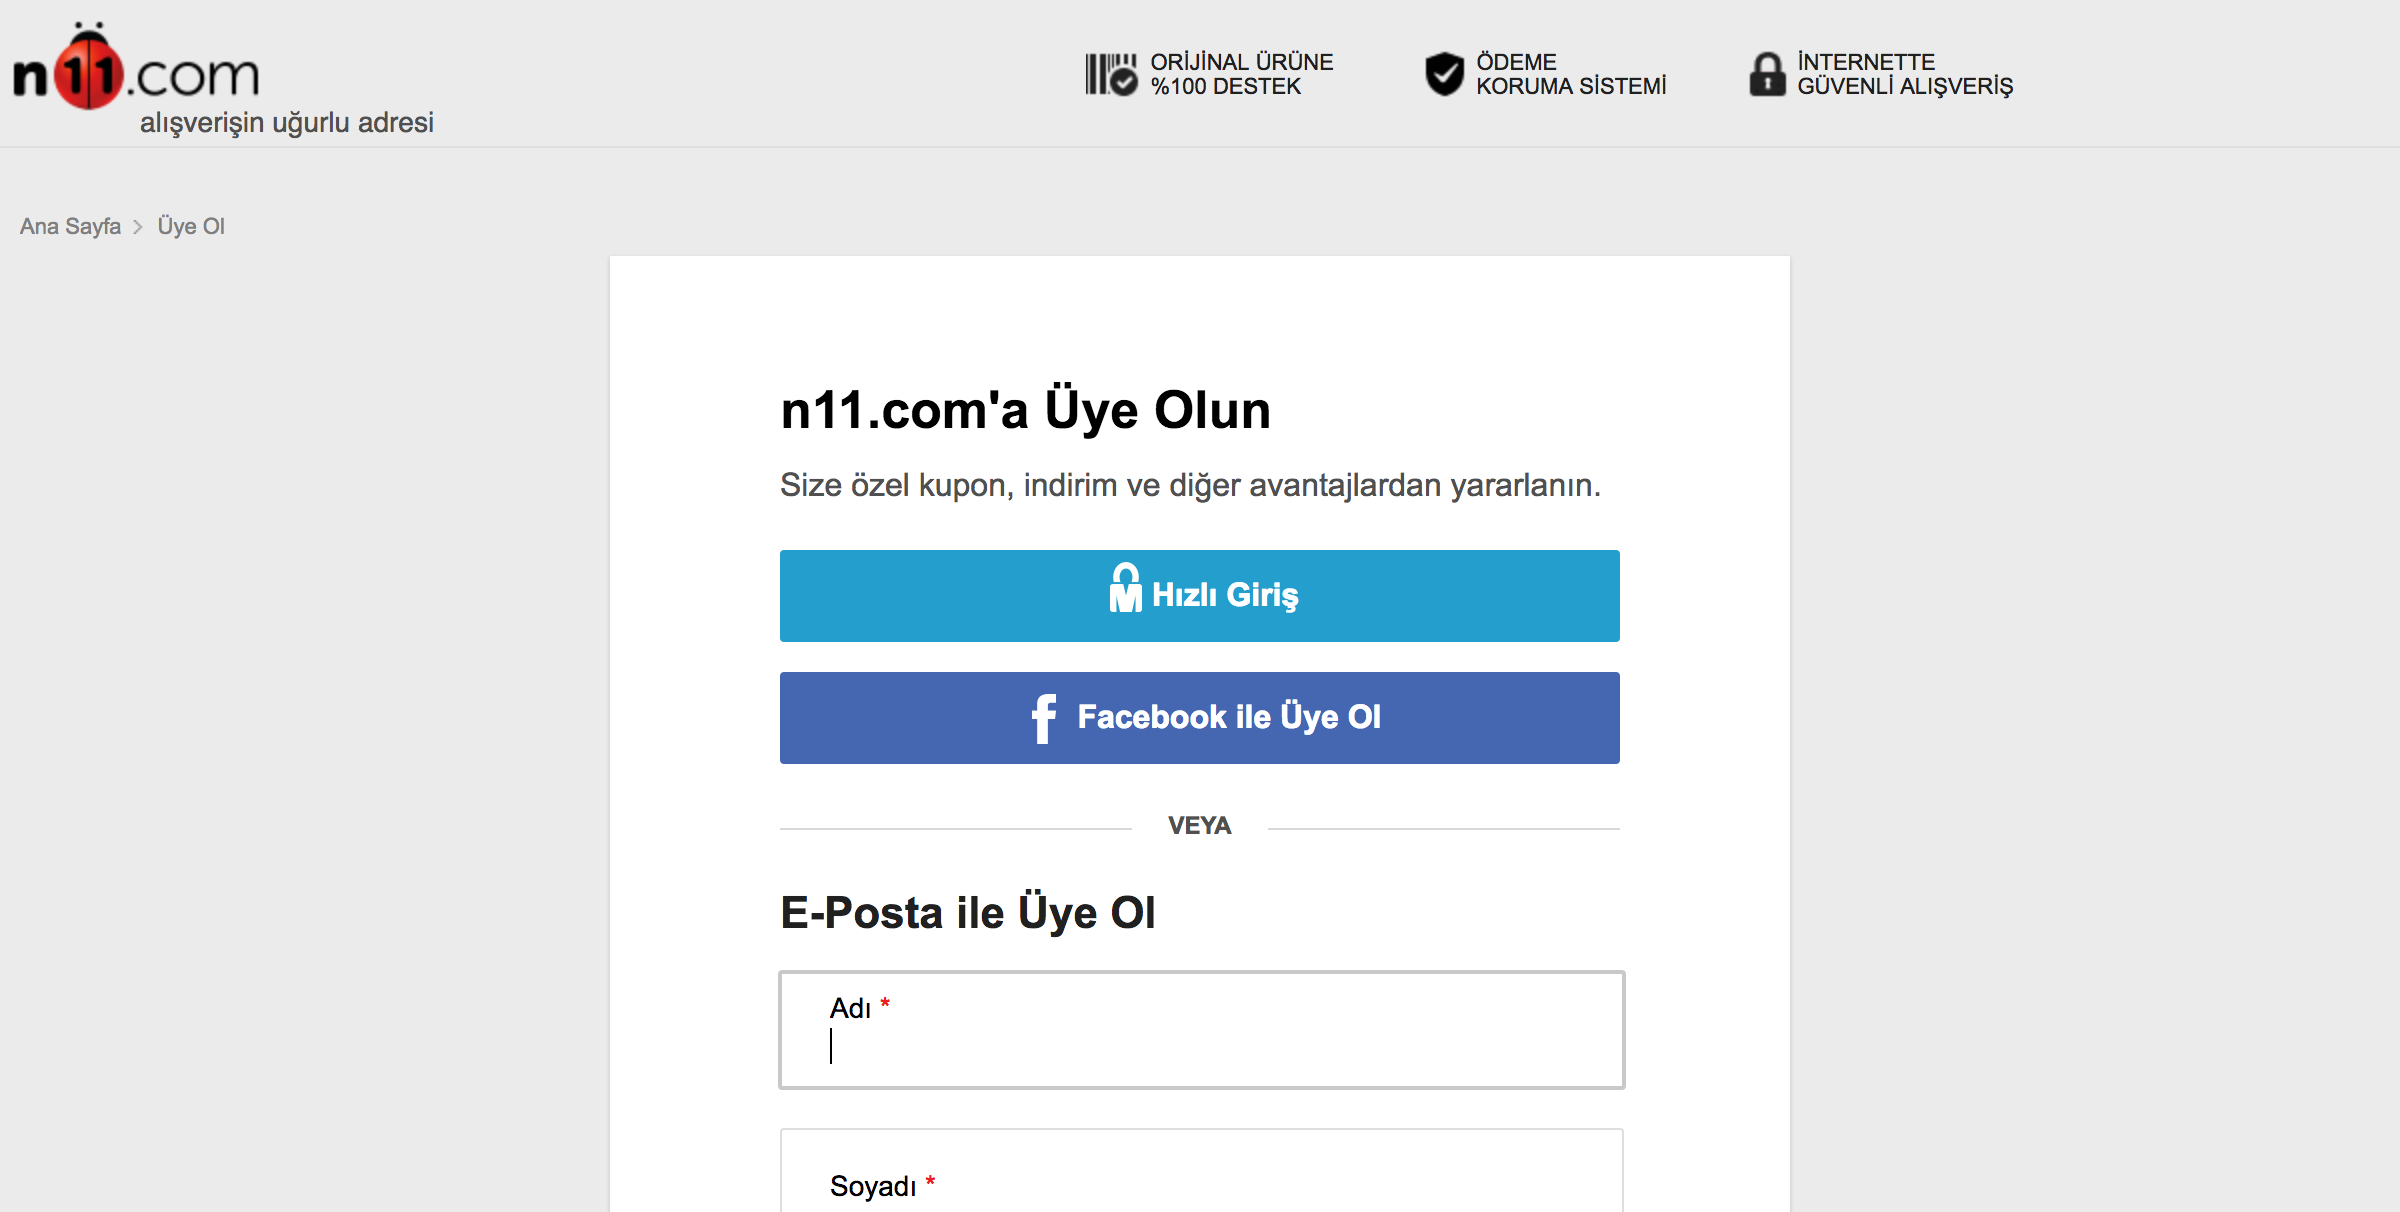 n11.com
alışverişin uğurlu adresi
ORİJİNAL ÜRÜNE
%100 DESTEK
ÖDEME
KORUMA SİSTEMİ
İNTERNETTE
GÜVENLİ ALIŞVERİŞ
Ana Sayfa > Üye Ol
n11.com'a Üye Olun
Size özel kupon, indirim ve diğer avantajlardan yararlanın.
Hızlı Giriş
Facebook ile Üye Ol
VEYA
E-Posta ile Üye Ol
Adı *
Soyadı *